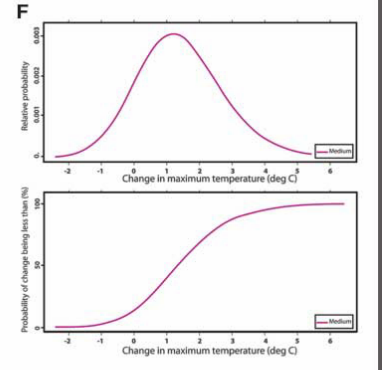 F
Relative probability
0.003
0.002
0.001
0.
-2 -1 0 1 2 3 4 5 6
Change in maximum temperature (deg C)
Medium
Probability of change being less than (%)
100
50
0
-2 -1 0 1 2 3 4 5 6
Change in maximum temperature (deg C)
Medium